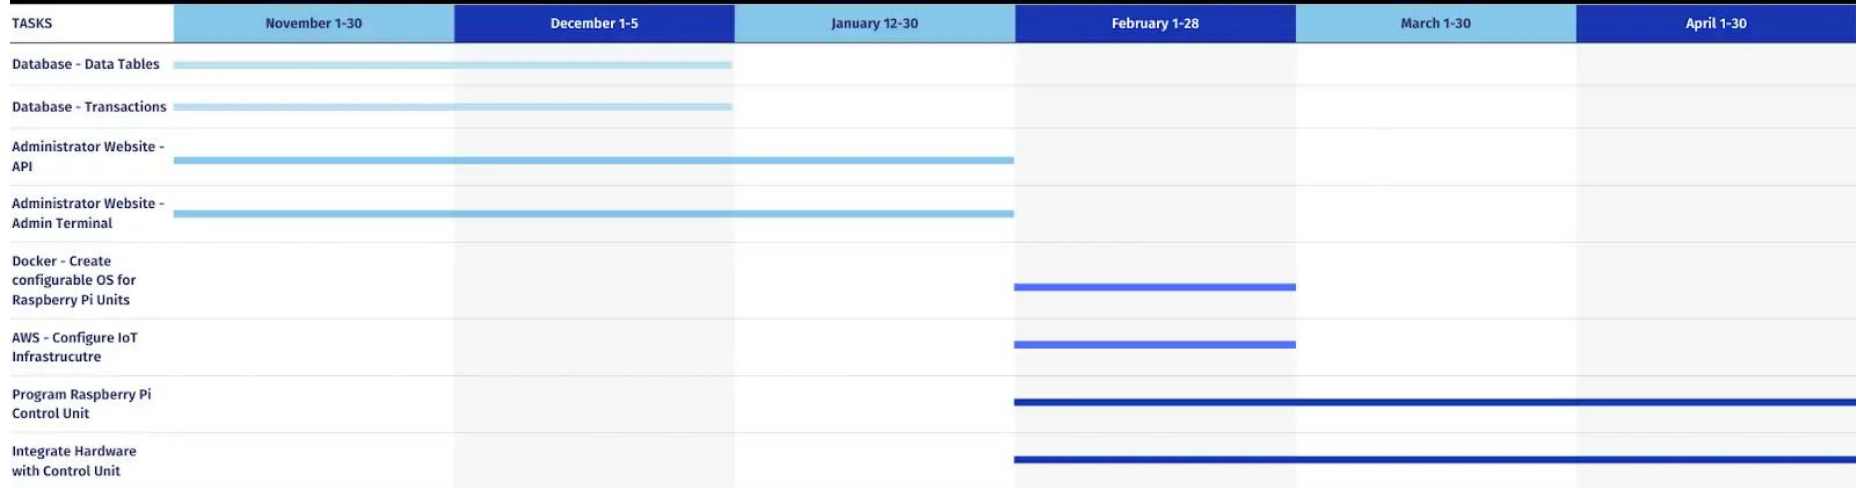 TASKS November 1-30 December 1-5 January 12-30 February 1-28 March 1-30 April 1-30
Database - Data Tables
Database - Transactions
Administrator Website -
API
Administrator Website -
Admin Terminal
Docker - Create
configurable OS for
Raspberry Pi Units
AWS - Configure IoT
Infrastrucutre
Program Raspberry Pi
Control Unit
Integrate Hardware
with Control Unit